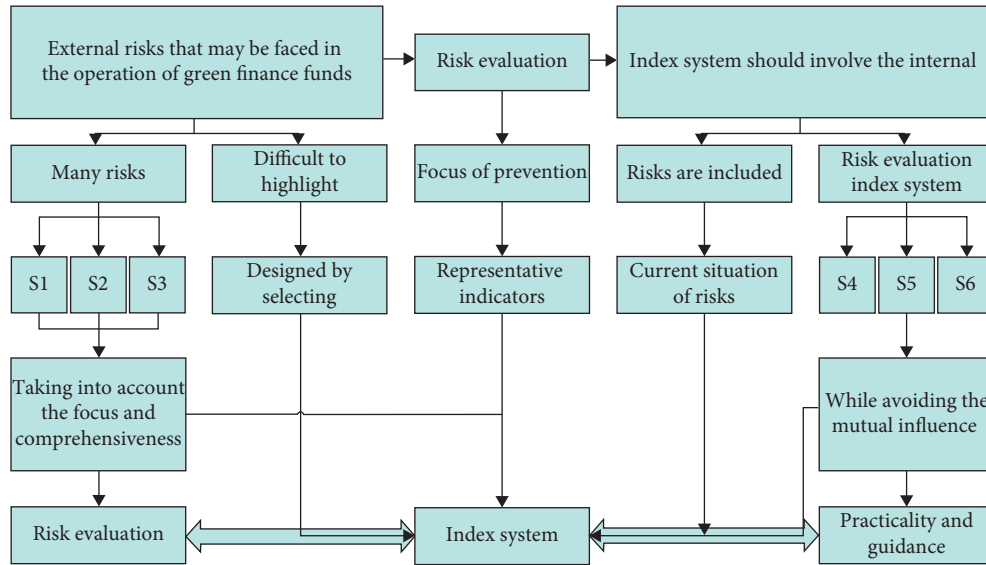 External risks that may be faced in
the operation of green finance funds
Risk evaluation
Index system should involve the internal
Many risks
Difficult to
highlight
Focus of prevention
Risks are included
Risk evaluation
index system
S1
S2
S3
Designed by
selecting
Representative
indicators
Current situation
of risks
S4
S5
S6
Taking into account
the focus and
comprehensiveness
While avoiding the
mutual influence
Risk evaluation
Index system
Practicality and
guidance